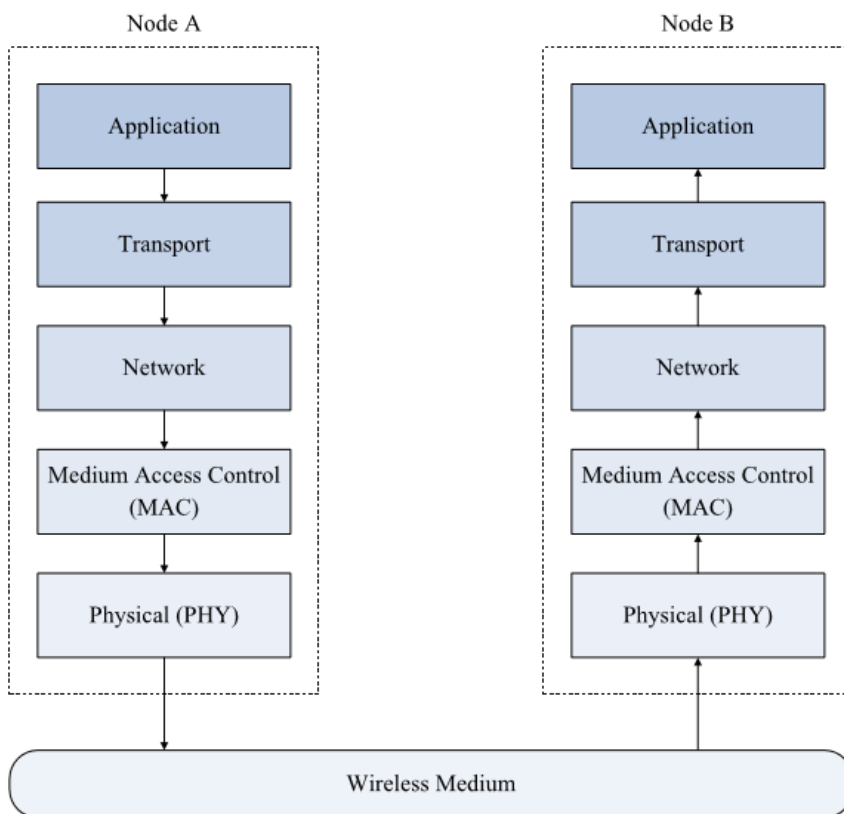 Node A
Application
Transport
Network
Medium Access Control
(MAC)
Physical (PHY)
Node B
Application
Transport
Network
Medium Access Control
(MAC)
Physical (PHY)
Wireless Medium